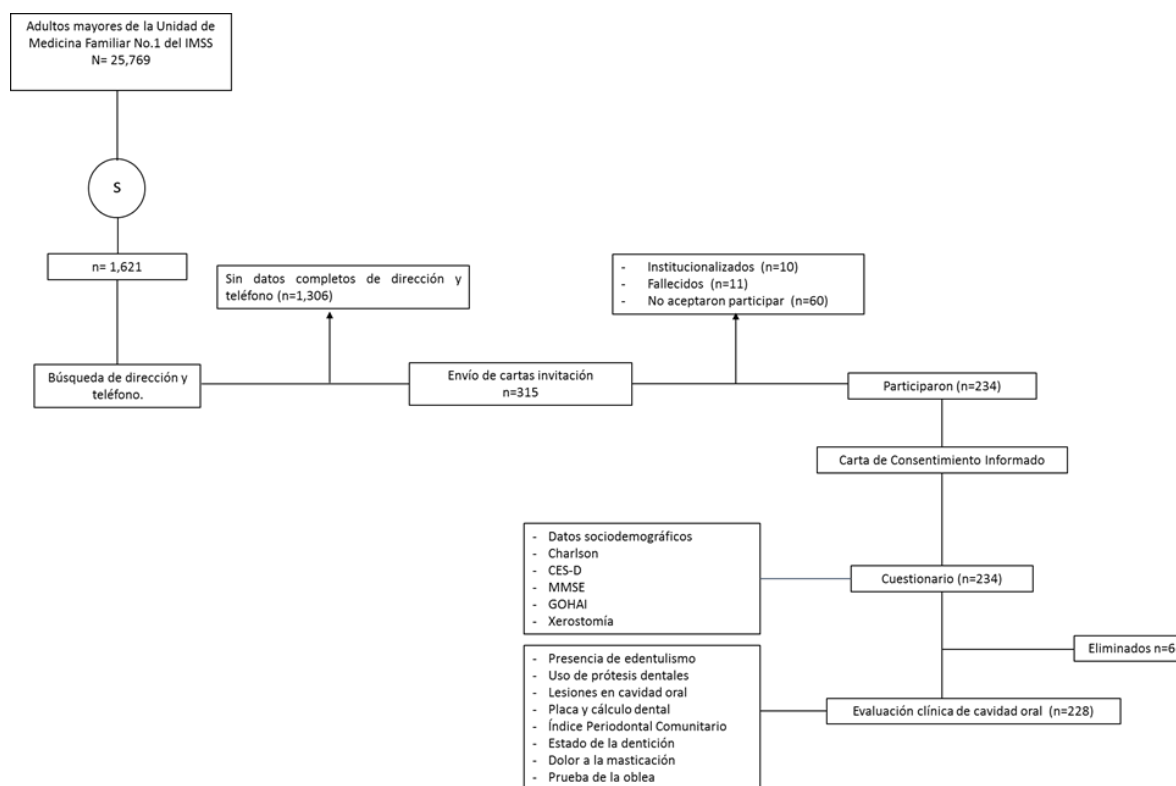 Adultos mayores de la Unidad de
Medicina Familiar No.1 del IMSS
N= 25,769
S
n= 1,621
Sin datos completos de dirección y
teléfono (n=1,306)
- Institucionalizados (n=10)
- Fallecidos (n=11)
- No aceptaron participar (n=60)
Búsqueda de dirección y
teléfono.
Envío de cartas invitación
n=315
Participaron (n=234)
Carta de Consentimiento Informado
- Datos sociodemográficos
- Charlson
- CES-D
- MMSE
- GOHAI
- Xerostomía
Cuestionario (n=234)
Eliminados n=6
- Presencia de edentulismo
- Uso de prótesis dentales
- Lesiones en cavidad oral
- Placa y cálculo dental
- Índice Periodontal Comunitario
- Estado de la dentición
- Dolor a la masticación
- Prueba de la oblea
Evaluación clínica de cavidad oral (n=228)